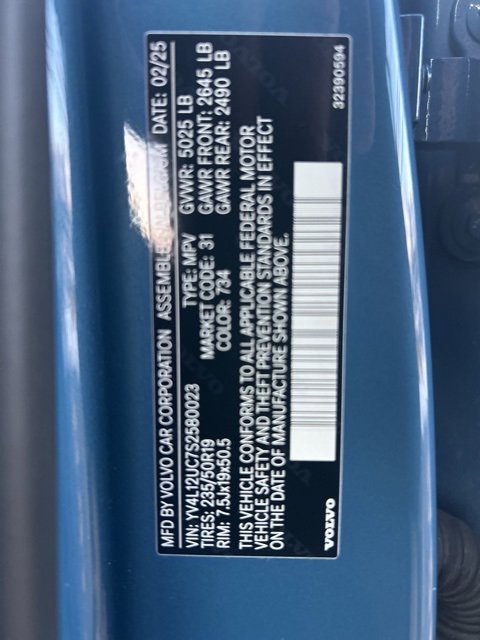 MFD BY VOLVO CAR CORPORATION ASSEMBLED DATE: 02/25
VIN: YV4L12UC7S2580023 TYPE: MPV GVWR: 5025 LB
TIRES: 235/50R19 MARKET CODE: 31 GAWR FRONT: 2645 LB
RIM: 7.5Jx19x50.5 COLOR: 734 GAWR REAR: 2490 LB
THIS VEHICLE CONFORMS TO ALL APPLICABLE FEDERAL MOTOR
VEHICLE SAFETY AND THEFT PREVENTION STANDARDS IN EFFECT
ON THE DATE OF MANUFACTURE SHOWN ABOVE.
VOLVO 32390594